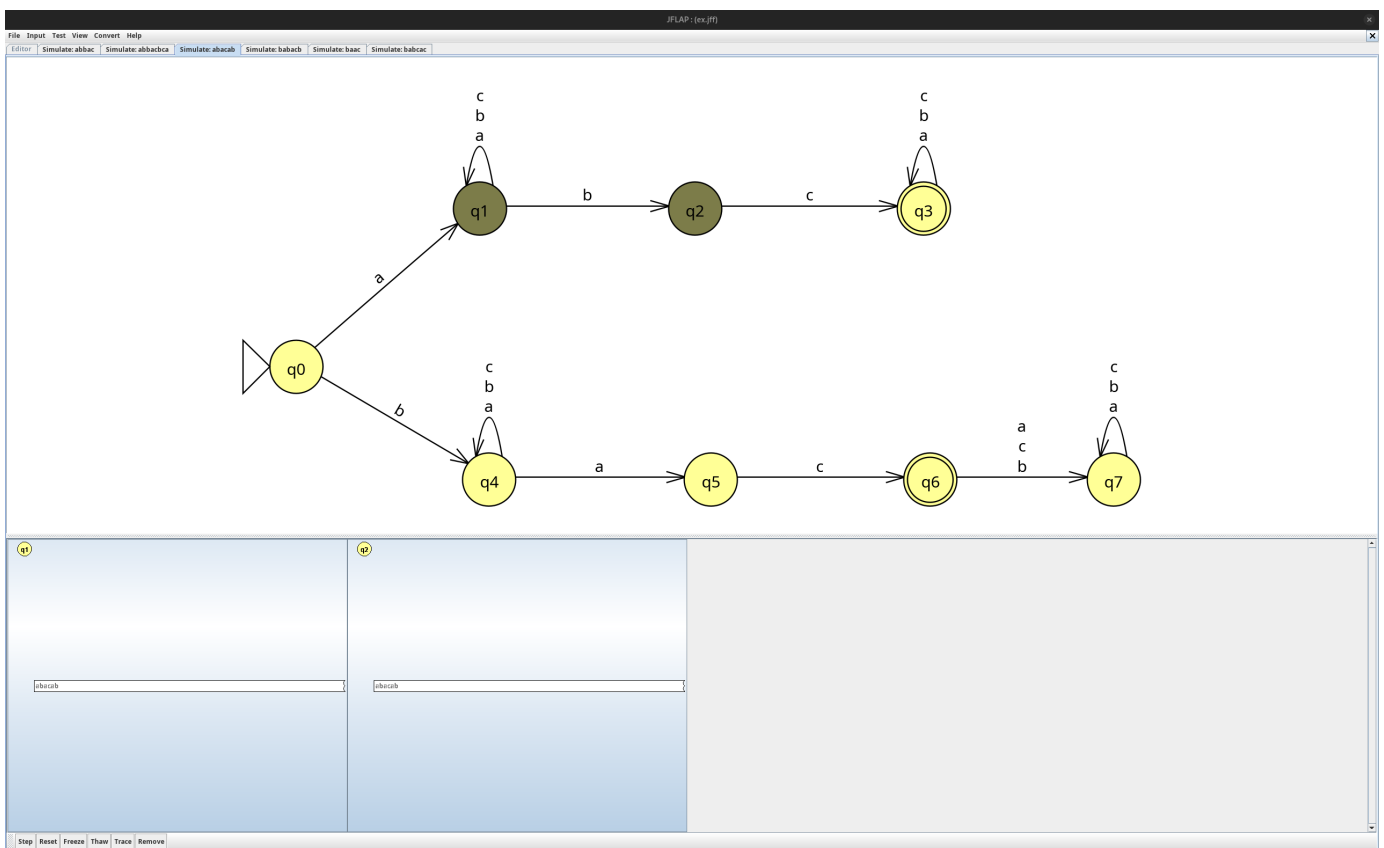 JFLAP : (ex.jff)
File Input Test View Convert Help
Editor Simulate: abbac Simulate: abbacbca Simulate: abacab Simulate: babacb Simulate: baac Simulate: babcac
c
b
a
c
b
a
q1
b
q2
c
q3
a
q0
b
c
b
a
c
b
a
a
c
b
q4
a
q5
c
q6
q7
q1
q2
abacab
abacab
Step Reset Freeze Thaw Trace Remove